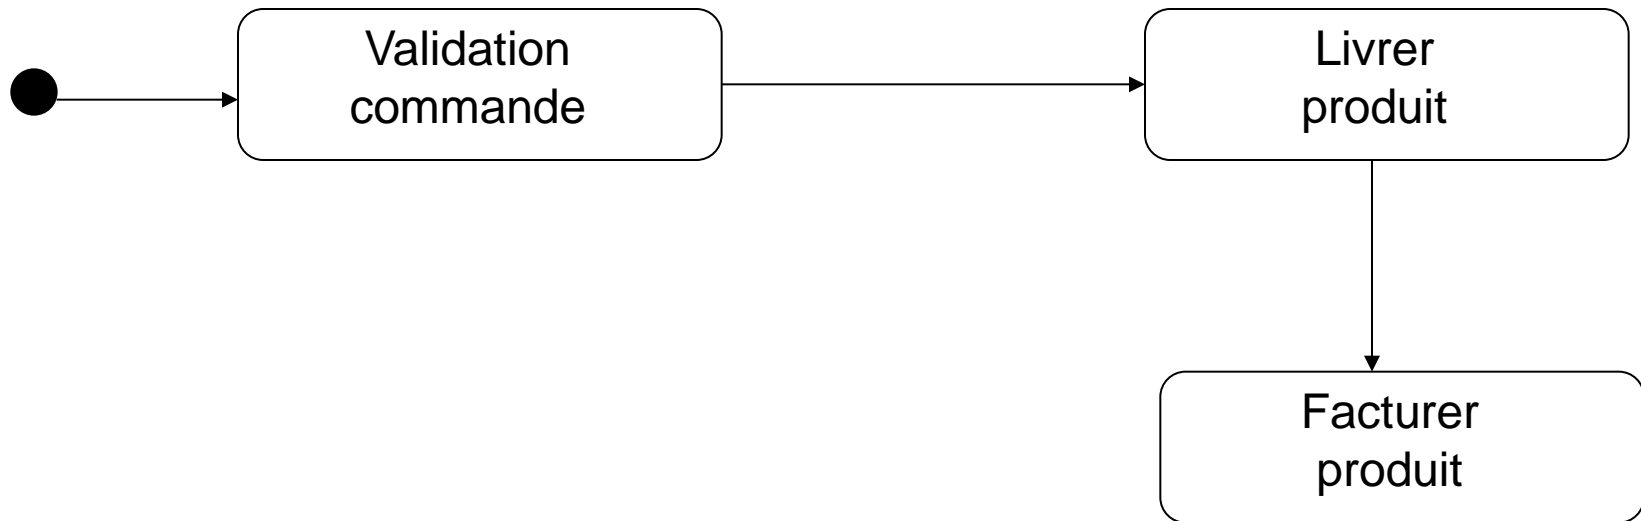 Validation
commande
Livrer
produit
Facturer
produit